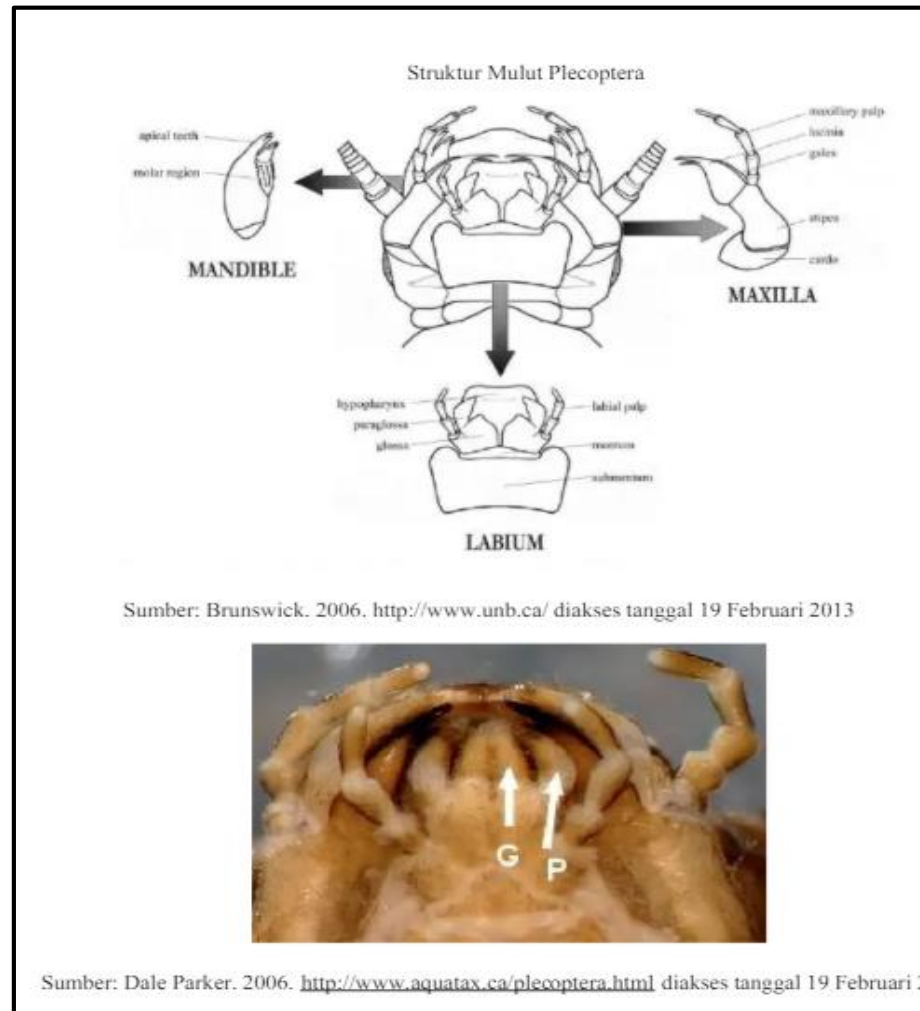 Struktur Mulut Plecoptera
apical teeth
molar region
MANDIBLE
maxillary palp
lacinia
galea
stipes
cardo
MAXILLA
hypopharynx
paraglossa
glossa
labial palp
mentum
submentum
LABIUM
Sumber: Brunswick. 2006. http://www.unb.ca/ diakses tanggal 19 Februari 2013
G
P
Sumber: Dale Parker. 2006. http://www.aquatax.ca/plecoptera.html diakses tanggal 19 Februari